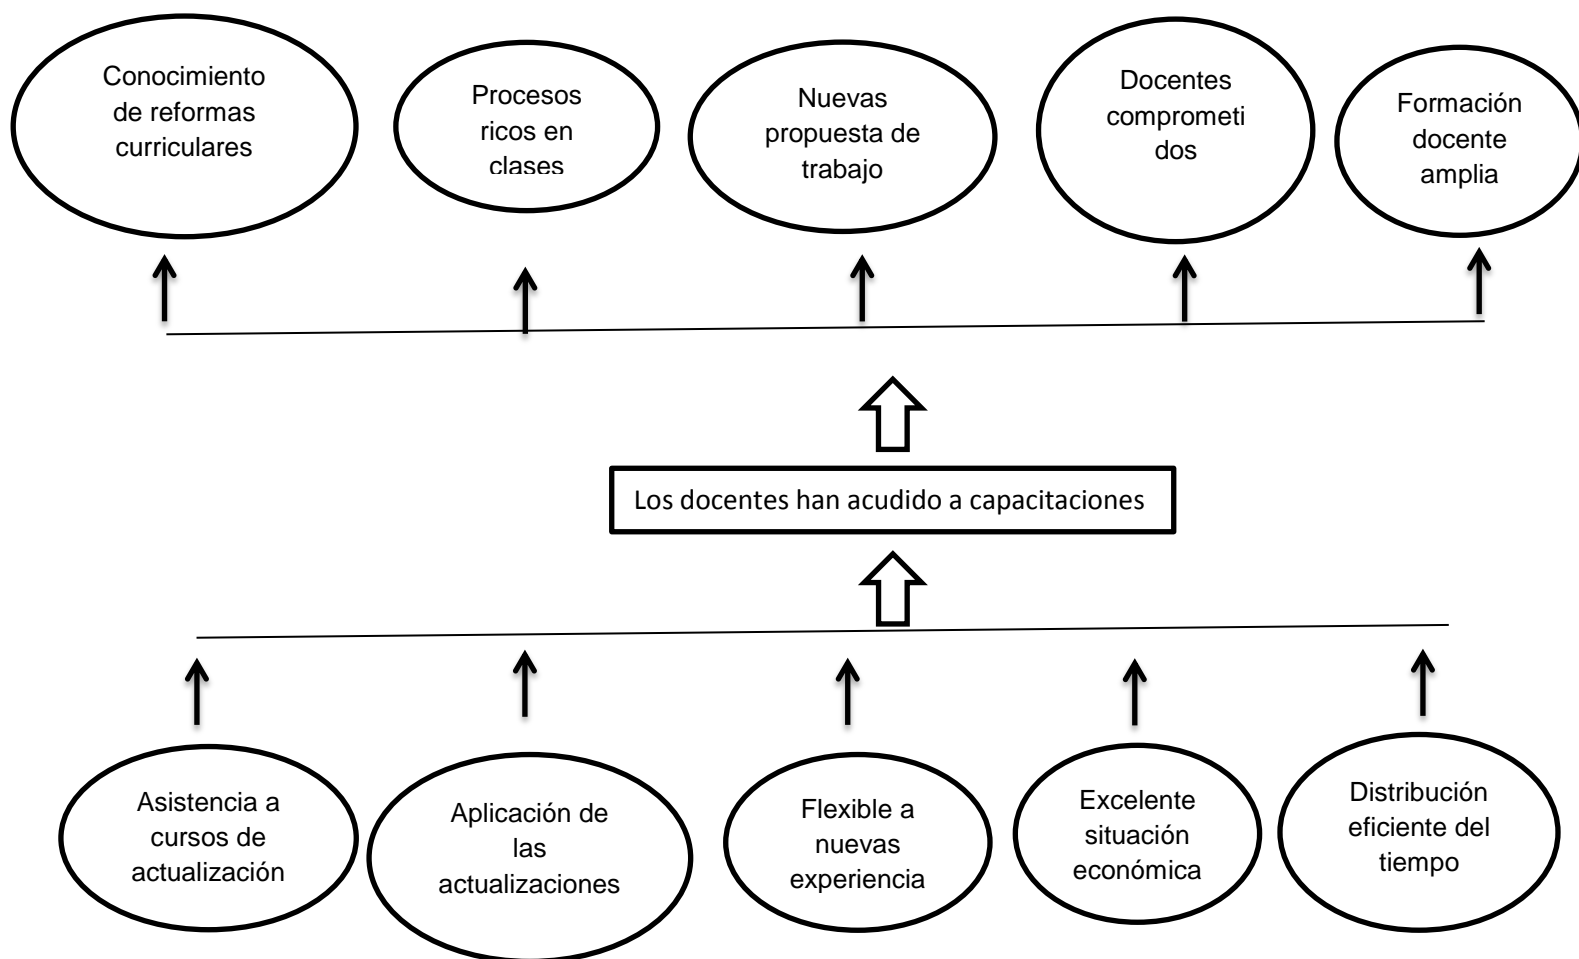 Conocimiento
de reformas
curriculares
Procesos
ricos en
clases
Nuevas
propuesta de
trabajo
Docentes
comprometi
dos
Formación
docente
amplia
Los docentes han acudido a capacitaciones
Asistencia a
cursos de
actualización
Aplicación de
las
actualizaciones
Flexible a
nuevas
experiencia
Excelente
situación
económica
Distribución
eficiente del
tiempo